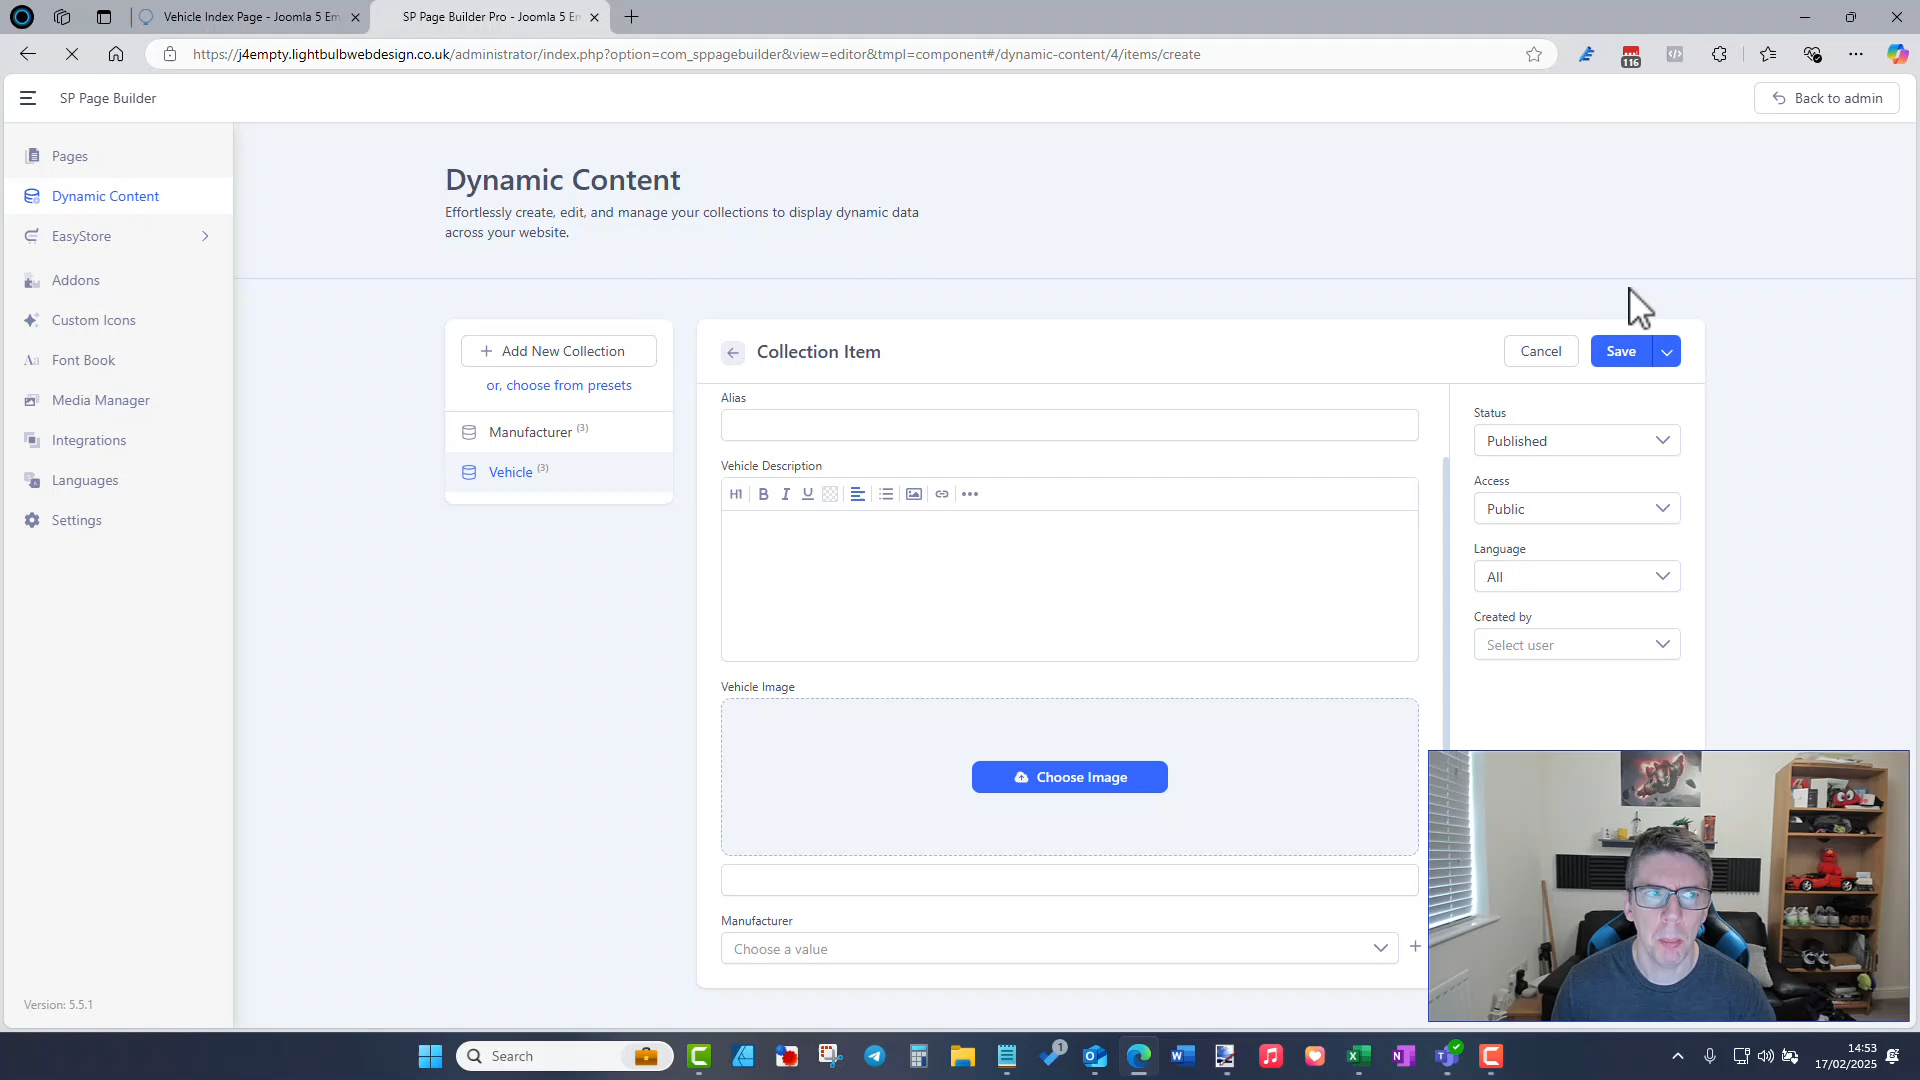 Vehicle Index Page - Joomla 5 Em
SP Page Builder Pro - Joomla 5 Em
https://j4empty.lightbulbwebdesign.co.uk/administrator/index.php?option=com_sppagebuilder&view=editor&tmpl=component#/dynamic-content/4/items/create
116
SP Page Builder
Back to admin
Pages
Dynamic Content
EasyStore
Addons
Custom Icons
Font Book
Media Manager
Integrations
Languages
Settings
Version: 5.5.1
Dynamic Content
Effortlessly create, edit, and manage your collections to display dynamic data
across your website.
Add New Collection
or, choose from presets
Manufacturer (3)
Vehicle (3)
Collection Item
Cancel
Save
Alias
Vehicle Description
H1 B I U
Vehicle Image
Choose Image
Manufacturer
Choose a value
Status
Published
Access
Public
Language
All
Created by
Select user
Search
1
14:53
17/02/2025